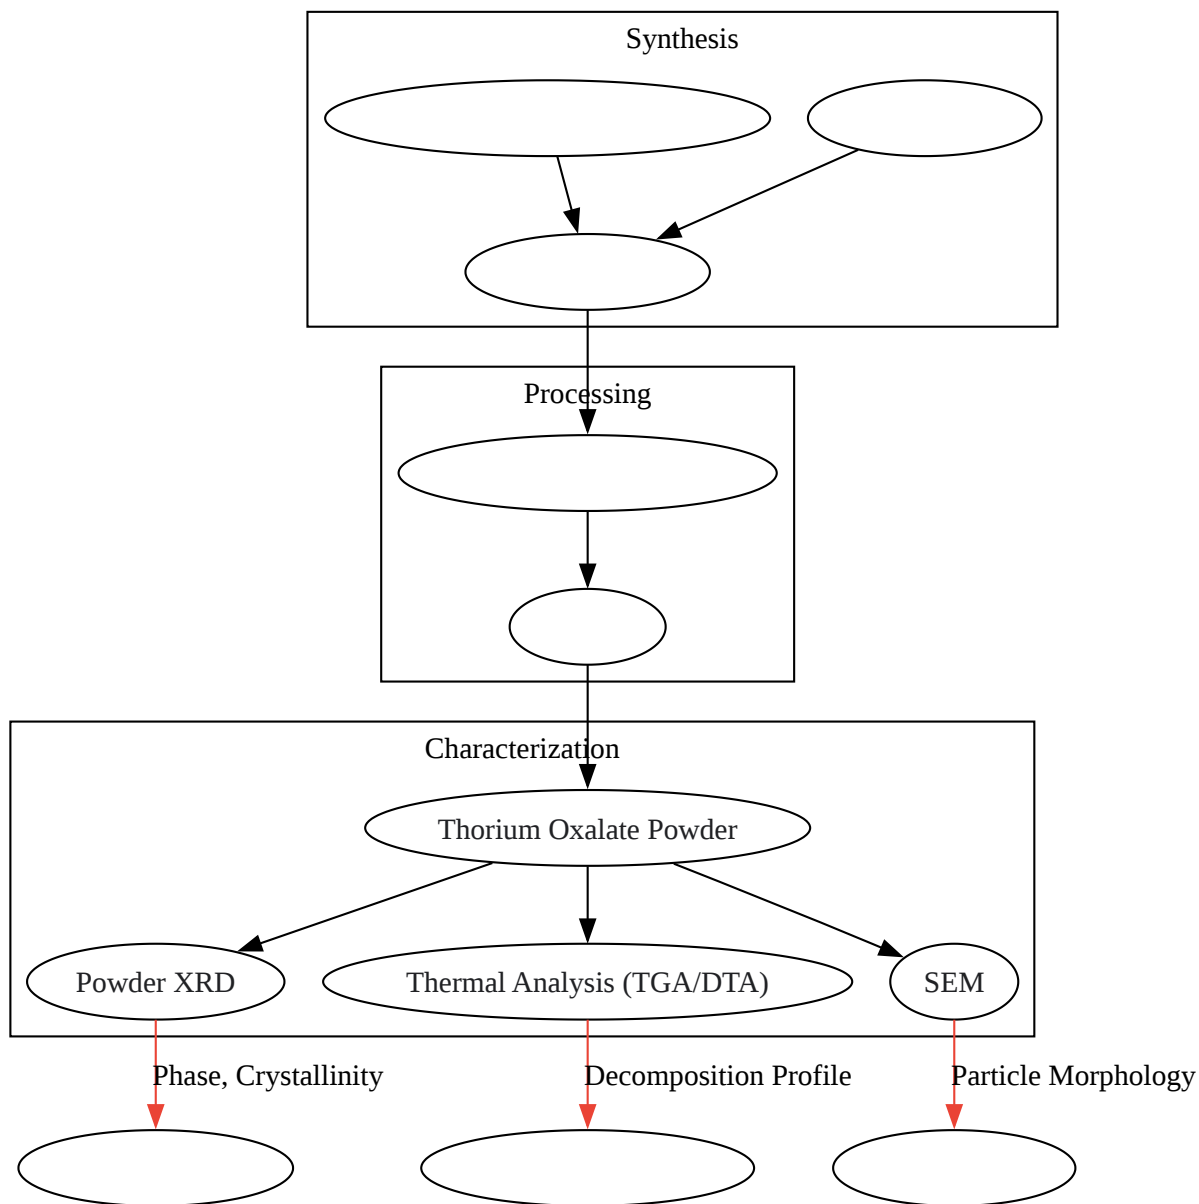 Synthesis
Processing
Characterization
Thorium Oxalate Powder
Powder XRD
Thermal Analysis (TGA/DTA)
SEM
Phase, Crystallinity
Decomposition Profile
Particle Morphology